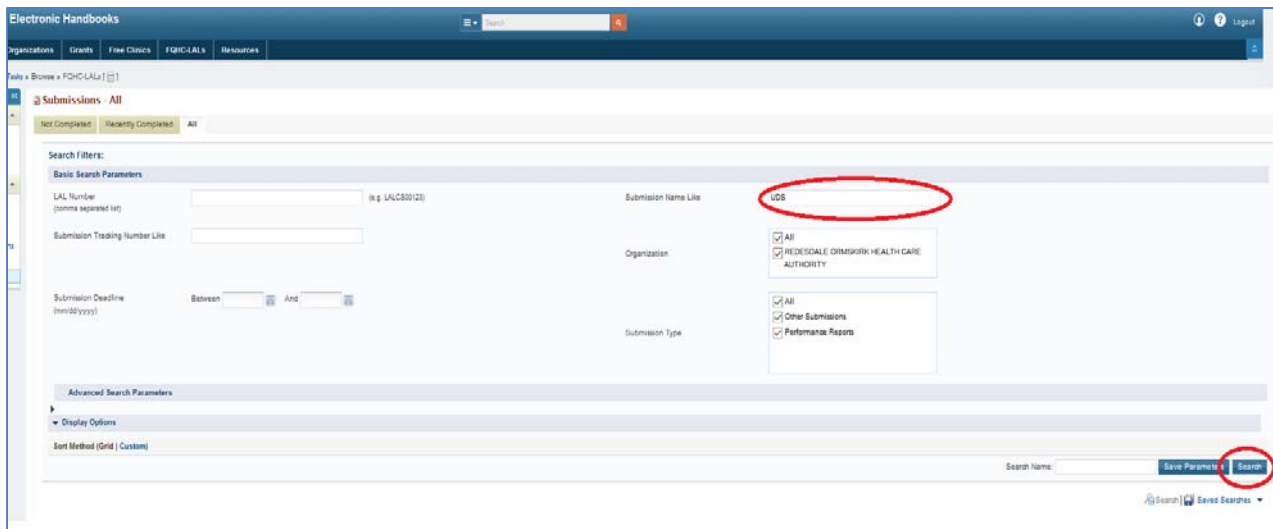 Electronic Handbooks
Search
Logout
Organizations Grants Free Clinics FQHC-LALs Resources
Tasks » Browse » FQHC-LALs [ ]
Submissions - All
Not Completed Recently Completed All
Search Filters:
Basic Search Parameters
LAL Number (e.g. LALCS00123) Submission Name Like UDS
(comma separated list)
Submission Tracking Number Like
Organization
All
REDESDALE ORMSKIRK HEALTH CARE
AUTHORITY
Submission Deadline Between And
(mm/dd/yyyy)
Submission Type
All
Other Submissions
Performance Reports
Advanced Search Parameters
Display Options
Sort Method (Grid | Custom)
Search Name: Save Parameters Search
Search | Saved Searches